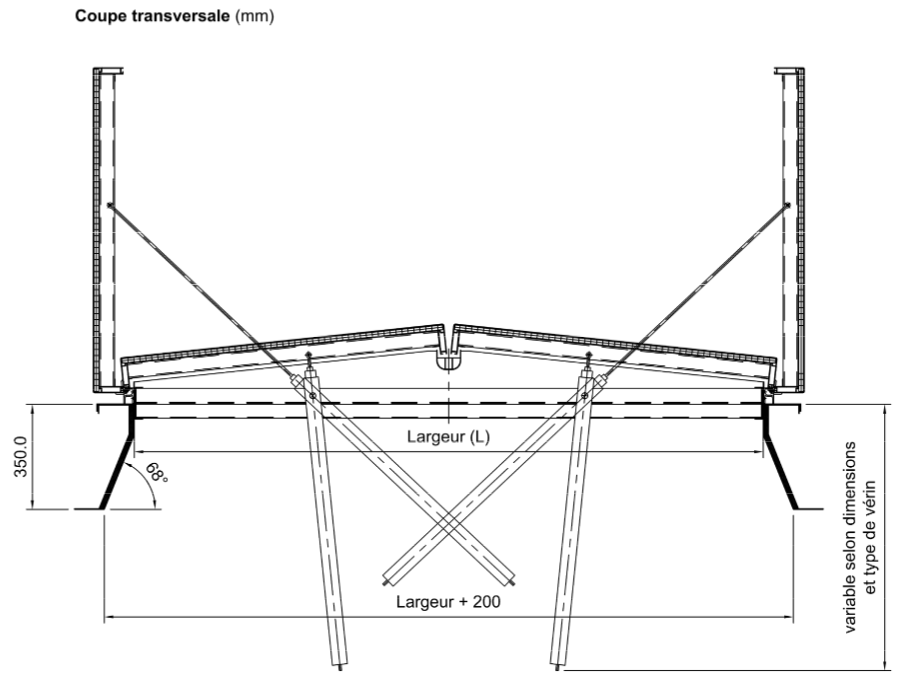 Coupe transversale (mm)
Largeur (L)
350.0
68°
variable selon dimensions
et type de vérin
Largeur + 200